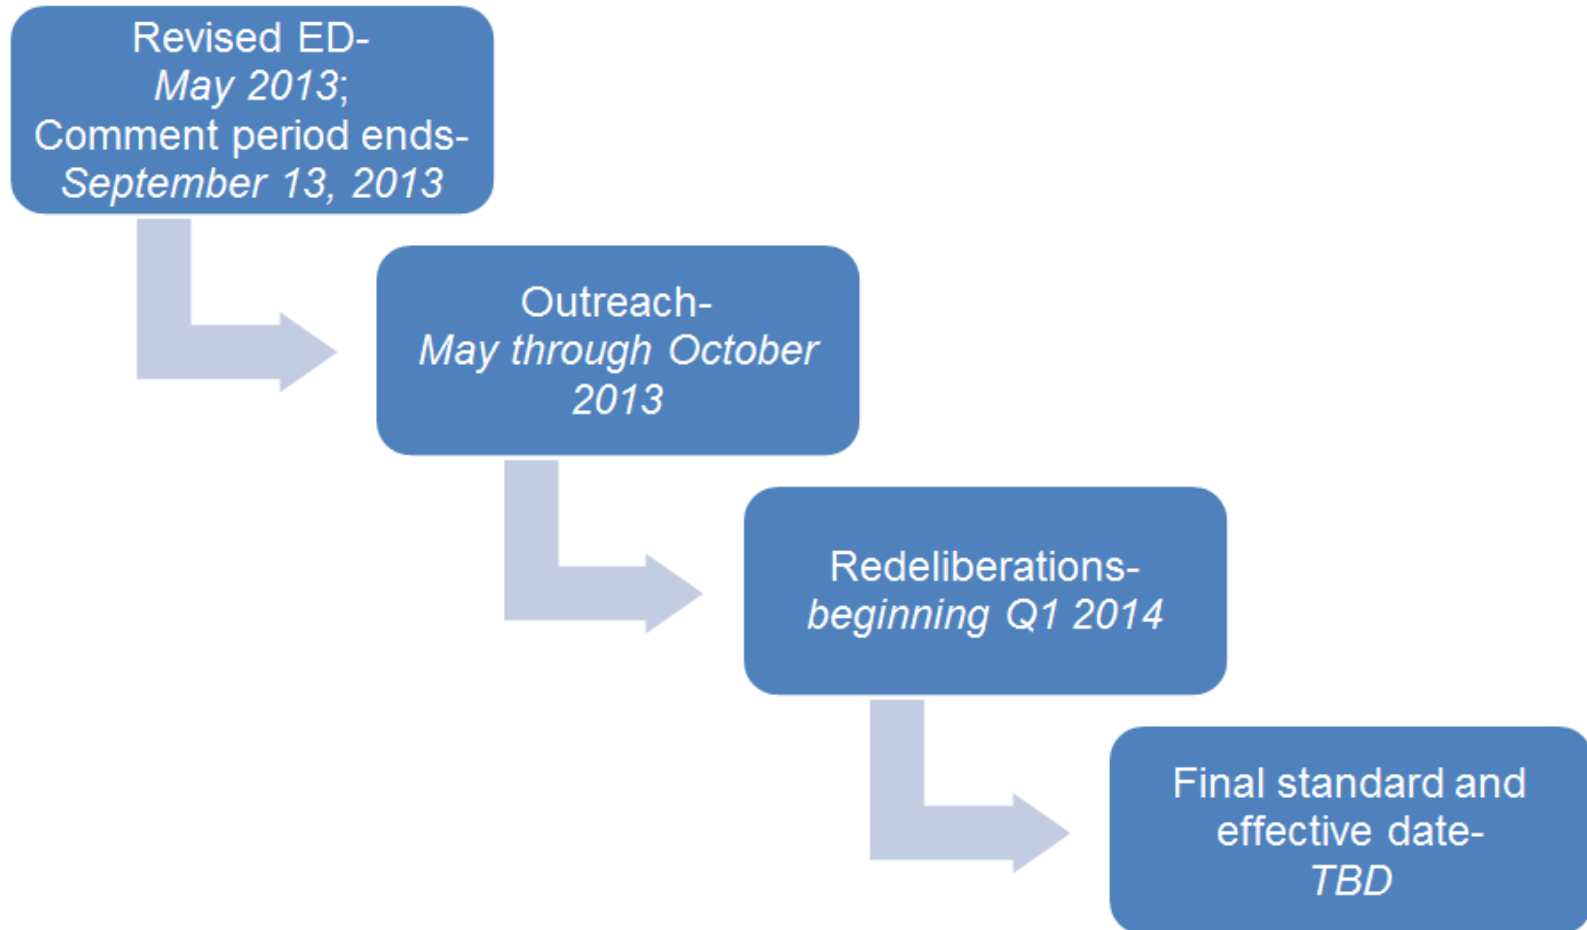 Revised ED-
May 2013;
Comment period ends-
September 13, 2013
Outreach-
May through October
2013
Redeliberations-
beginning Q1 2014
Final standard and
effective date-
TBD